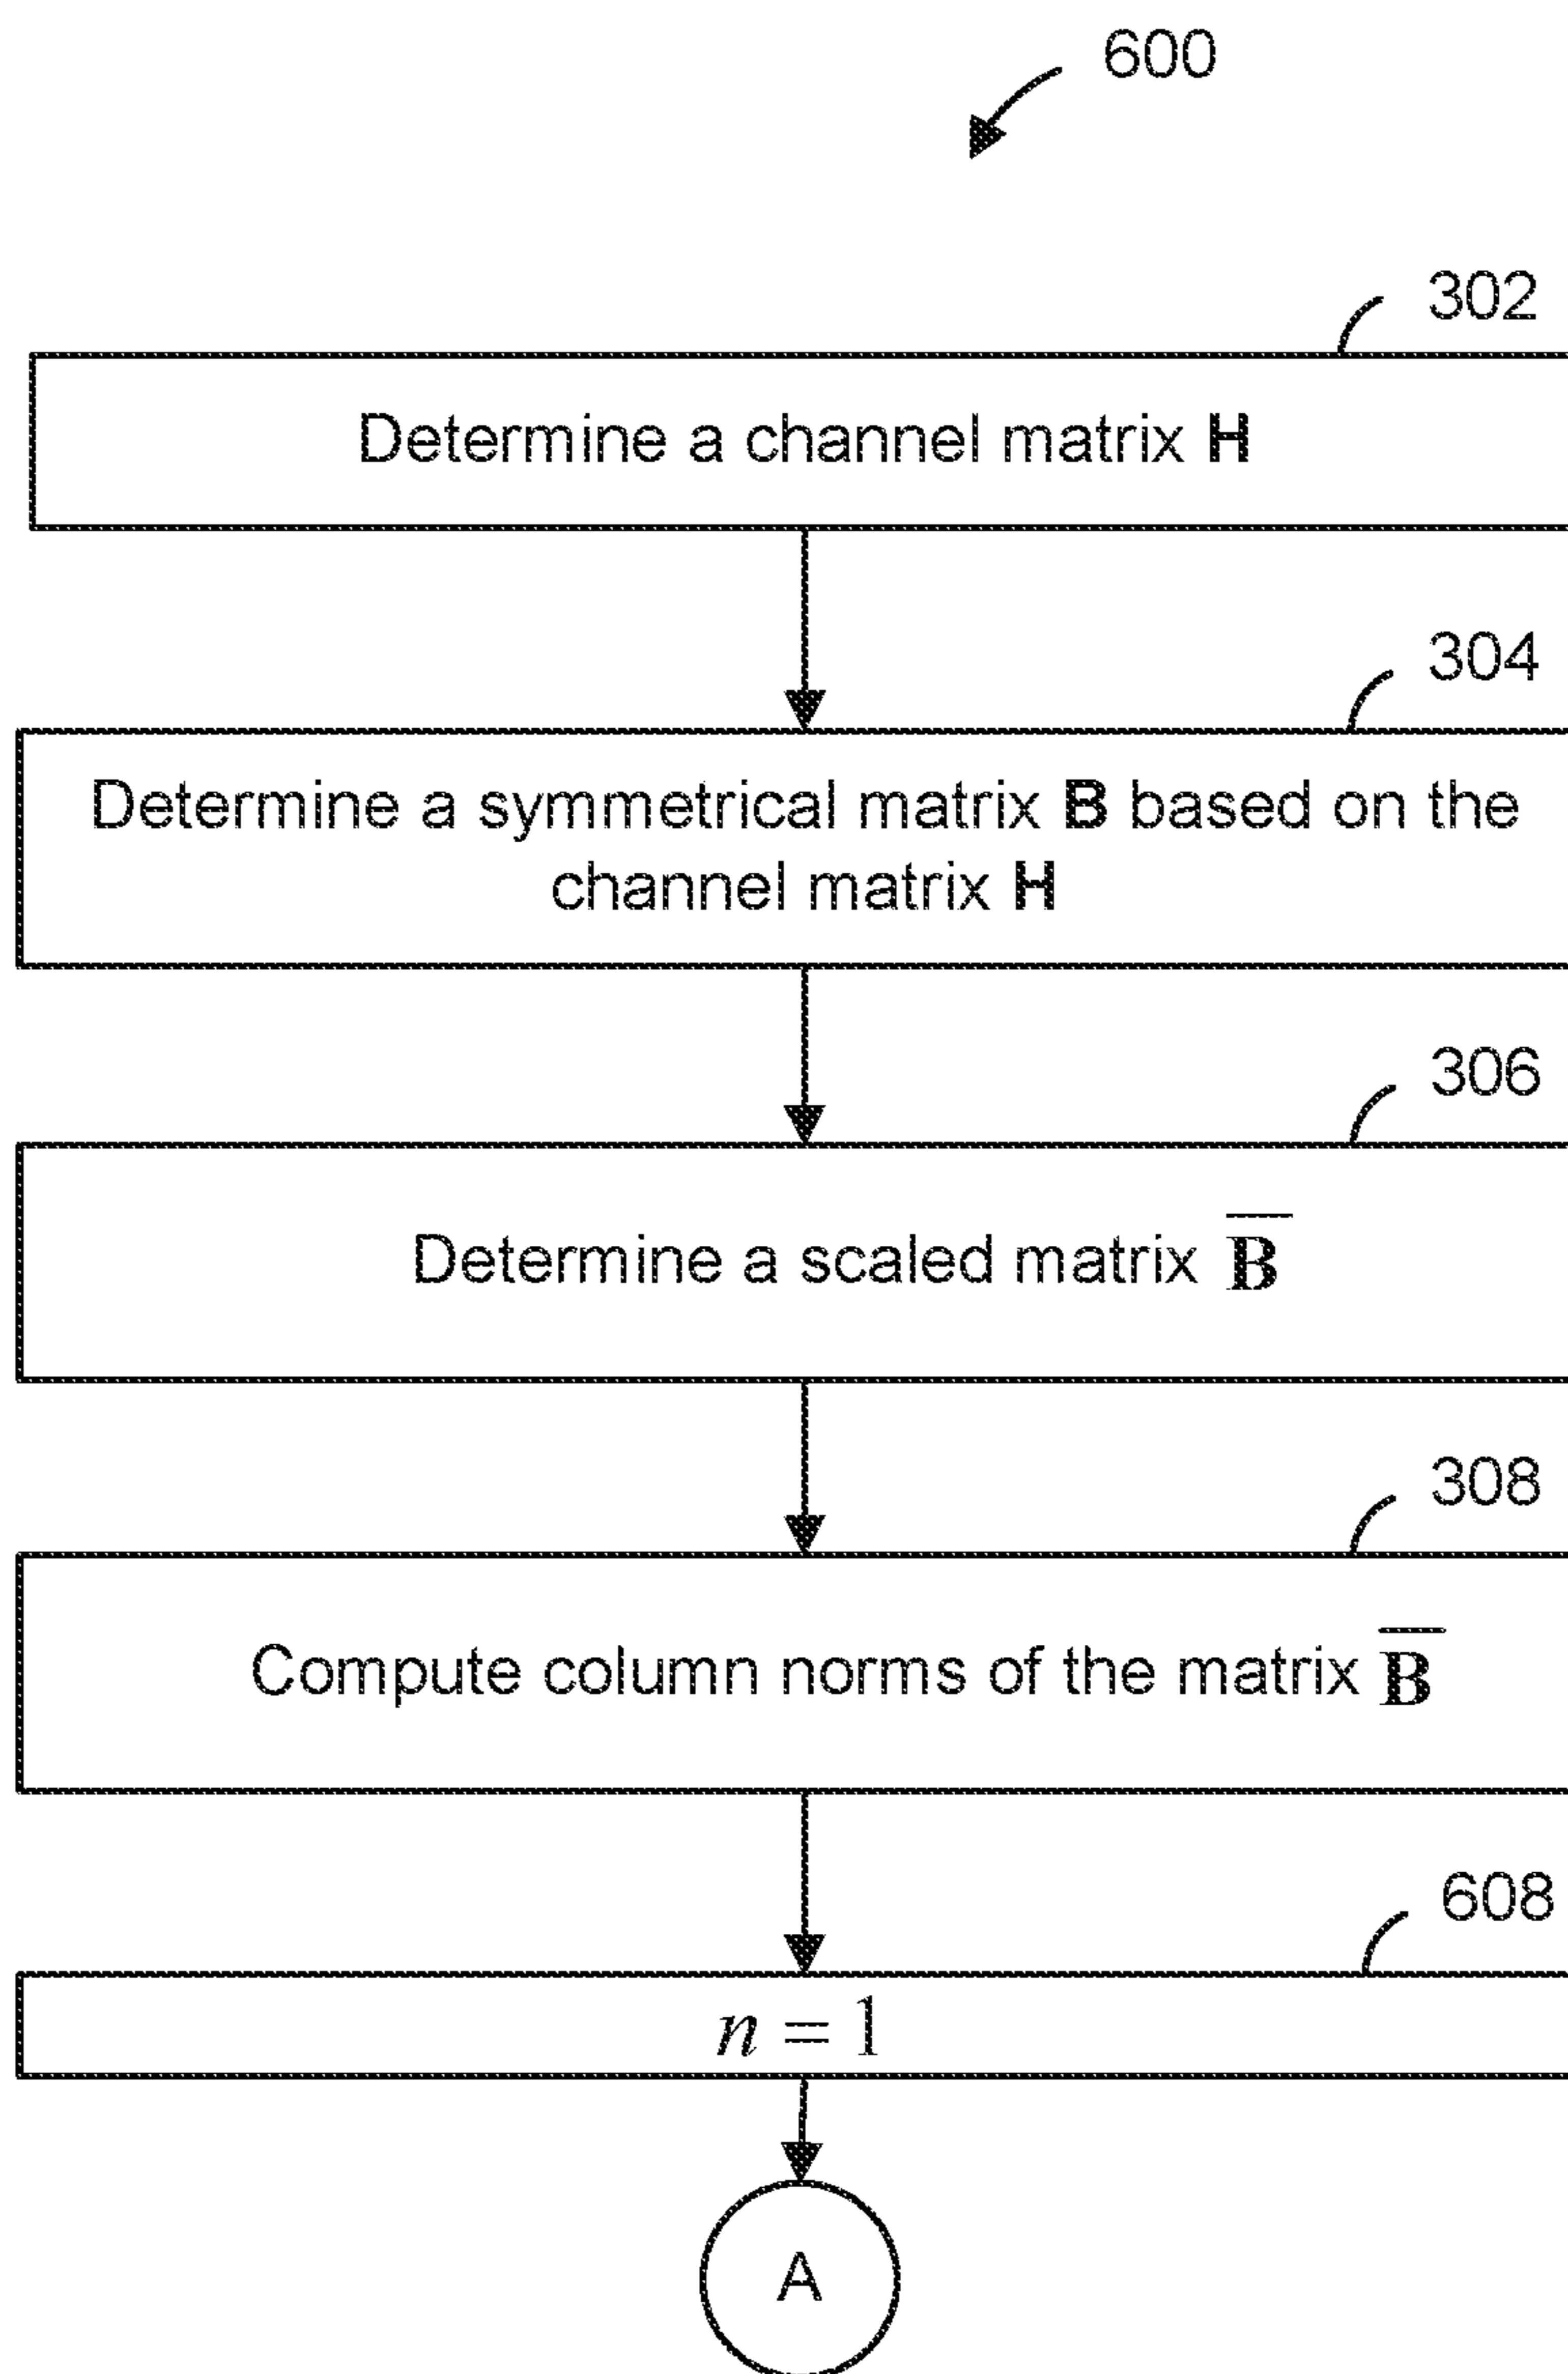 600
302
Determine a channel matrix H
304
Determine a symmetrical matrix B based on the
channel matrix H
306
Determine a scaled matrix B̅
308
Compute column norms of the matrix B̅
608
n = 1
A